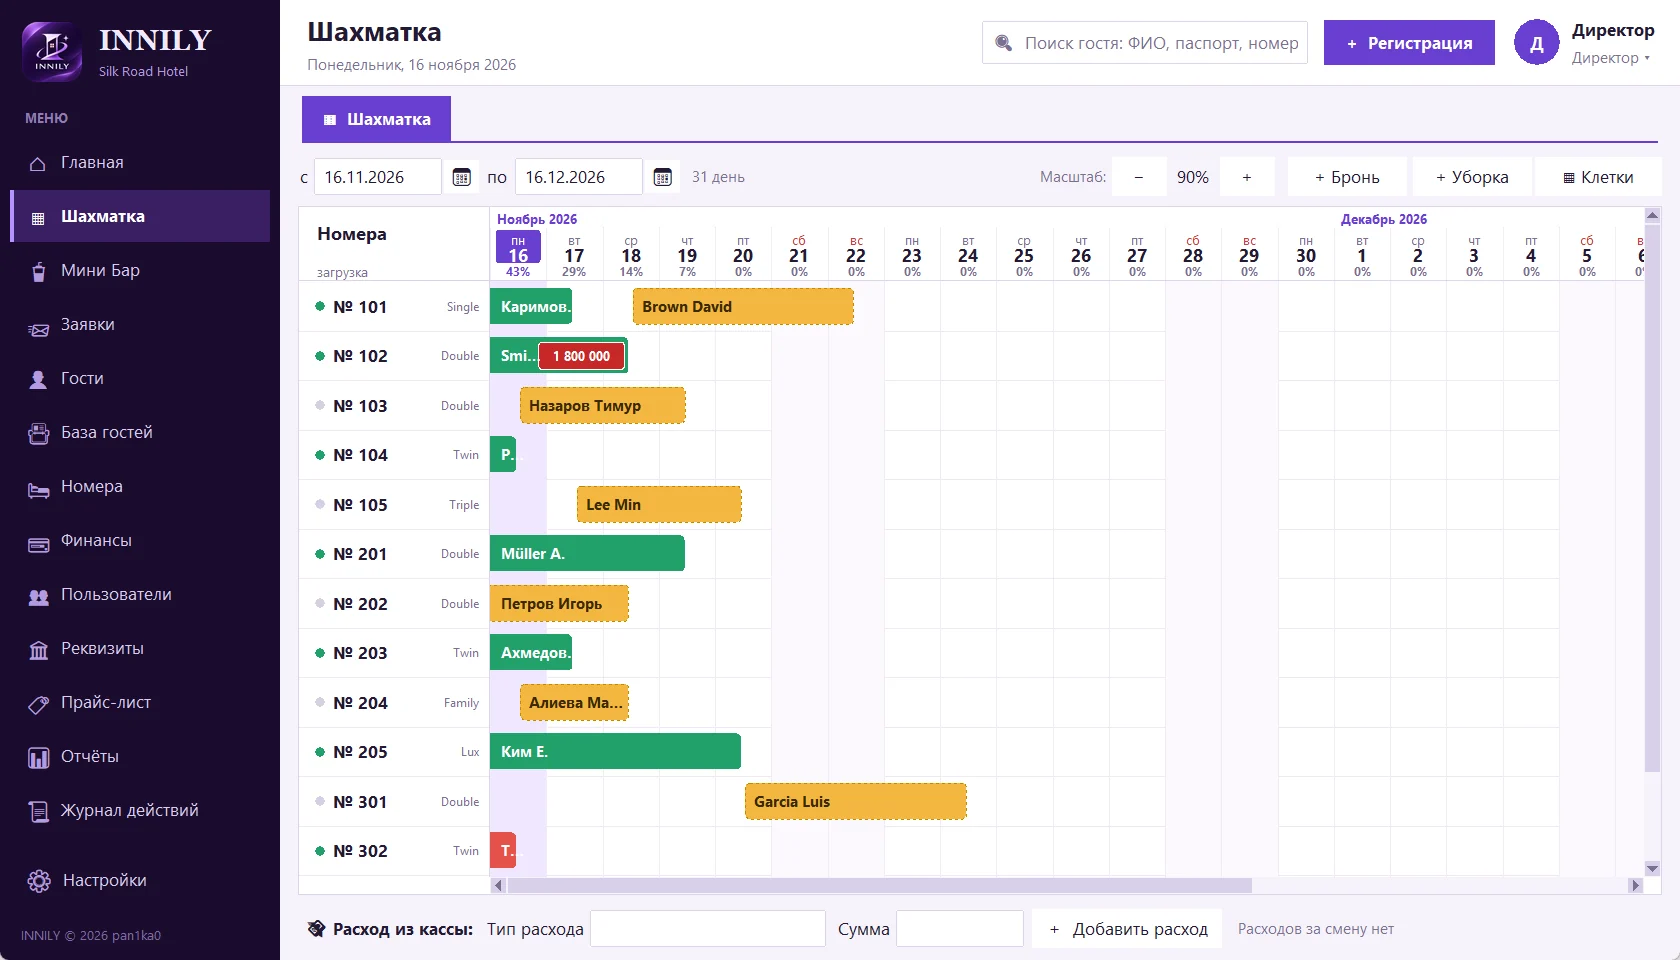 INNILY
INNILY
Silk Road Hotel
МЕНЮ
Главная
Шахматка
Мини Бар
Заявки
Гости
База гостей
Номера
Финансы
Пользователи
Реквизиты
Прайс-лист
Отчёты
Журнал действий
Настройки
INNILY © 2026 pan1ka0
Шахматка
Понедельник, 16 ноября 2026
Поиск гостя: ФИО, паспорт, номер
+ Регистрация
Д
Директор
Директор
Шахматка
с 16.11.2026 по 16.12.2026 31 день
Масштаб: − 90% + + Бронь + Уборка Клетки
Номера
загрузка
Ноябрь 2026 Декабрь 2026
пн вт ср чт пт сб вс пн вт ср чт пт сб вс пн вт ср чт пт сб в
16 17 18 19 20 21 22 23 24 25 26 27 28 29 30 1 2 3 4 5 6
43% 29% 14% 7% 0% 0% 0% 0% 0% 0% 0% 0% 0% 0% 0% 0% 0% 0% 0% 0% 0%
№ 101 Single Каримов. Brown David
№ 102 Double Smi... 1 800 000
№ 103 Double Назаров Тимур
№ 104 Twin Р...
№ 105 Triple Lee Min
№ 201 Double Müller A.
№ 202 Double Петров Игорь
№ 203 Twin Ахмедов.
№ 204 Family Алиева Ма...
№ 205 Lux Ким Е.
№ 301 Double Garcia Luis
№ 302 Twin Т...
Расход из кассы: Тип расхода Сумма + Добавить расход Расходов за смену нет